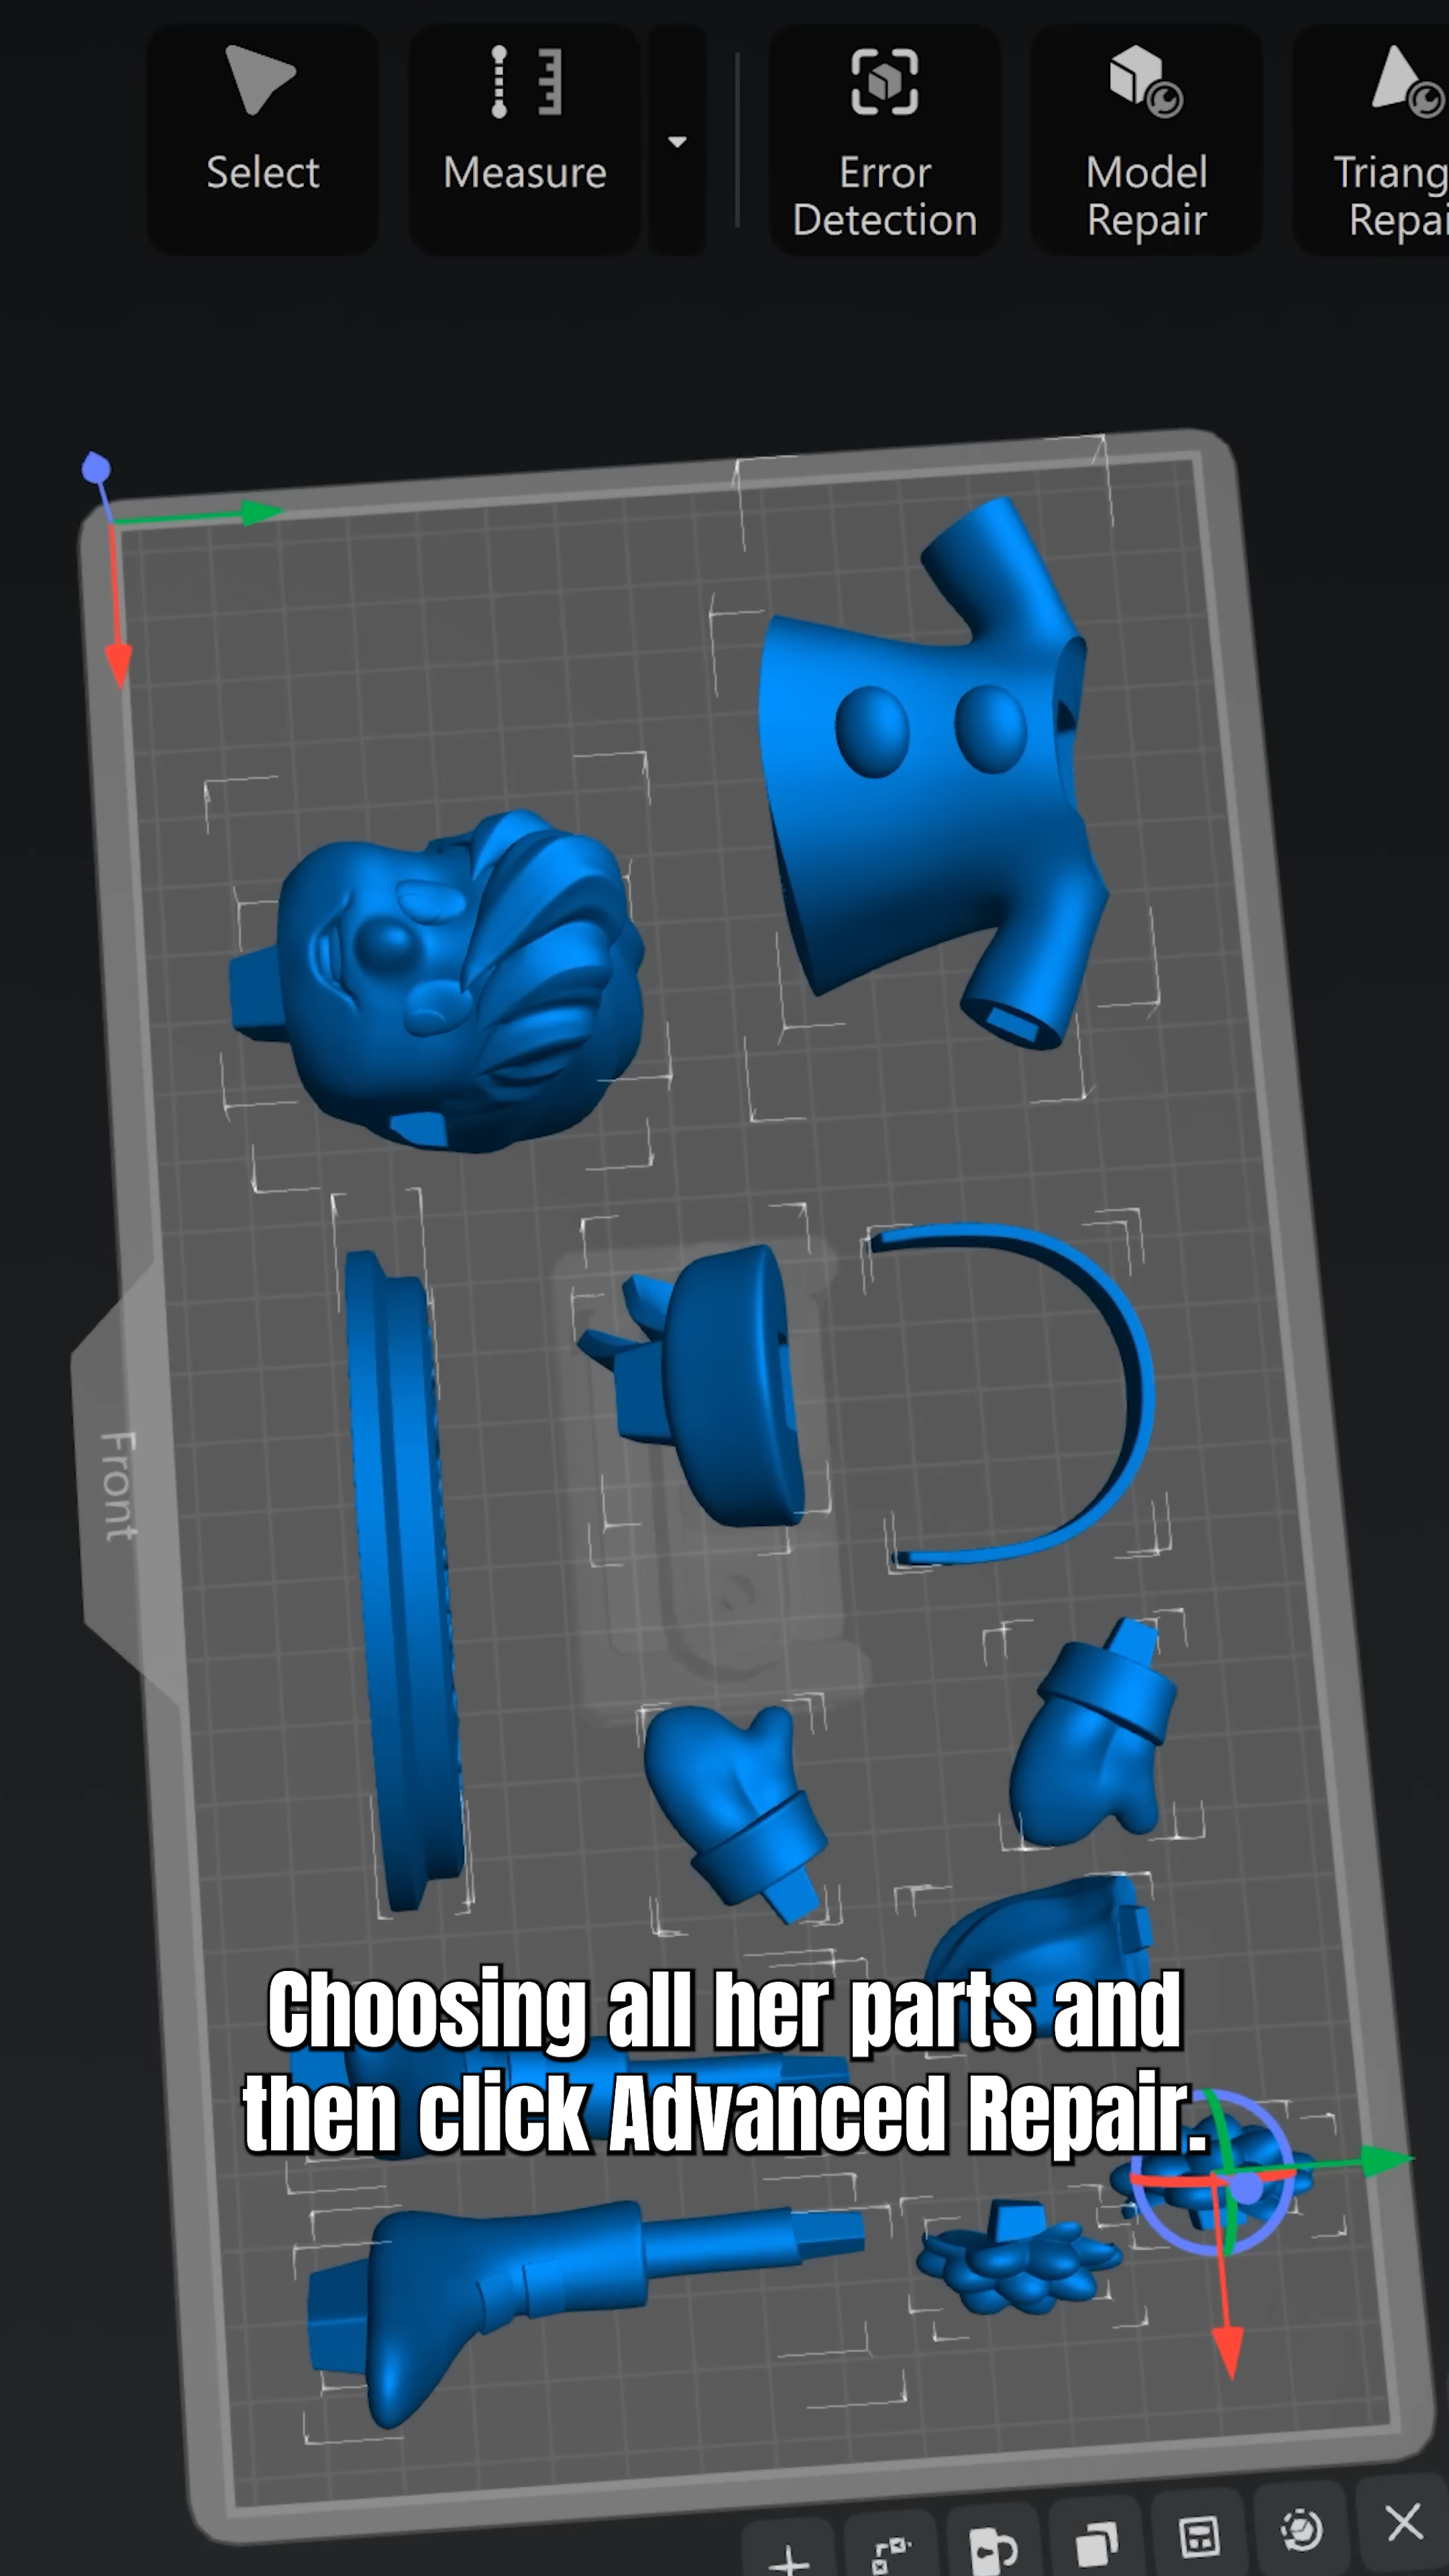 Select
Measure
Error
Detection
Model
Repair
Front
Choosing all her parts and
then click Advanced Repair.